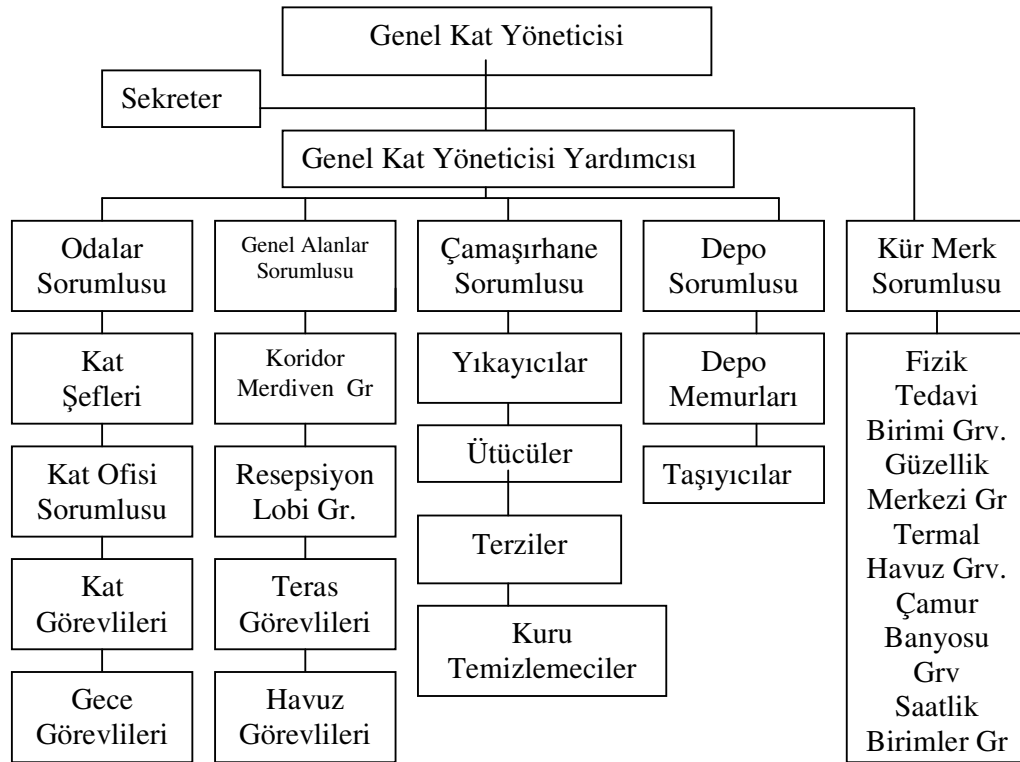 Genel Kat Yöneticisi
Sekreter
Genel Kat Yöneticisi Yardımcısı
Odalar
Sorumlusu
Kat
Şefleri
Kat Ofisi
Sorumlusu
Kat
Görevlileri
Gece
Görevlileri
Genel Alanlar
Sorumlusu
Koridor
Merdiven Gr
Resepsiyon
Lobi Gr.
Teras
Görevlileri
Havuz
Görevlileri
Çamaşırhane
Sorumlusu
Yıkayıcılar
Ütücüler
Terziler
Kuru
Temizlemeciler
Depo
Sorumlusu
Depo
Memurları
Taşıyıcılar
Kür Merk
Sorumlusu
Fizik
Tedavi
Birimi Grv.
Güzellik
Merkezi Gr
Termal
Havuz Grv.
Çamur
Banyosu
Grv
Saatlik
Birimler Gr